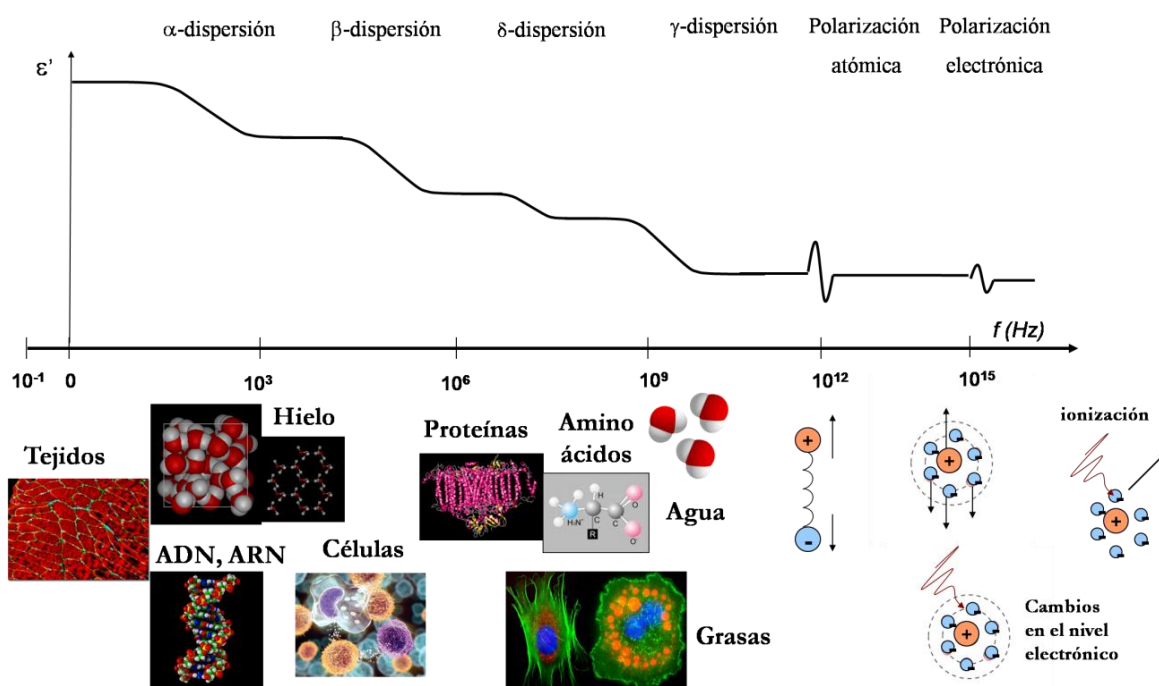 α-dispersión
β-dispersión
δ-dispersión
γ-dispersión
Polarización
atómica
Polarización
electrónica
ε’
f (Hz)
10⁻¹
0
10³
10⁶
10⁹
10¹²
10¹⁵
Tejidos
Hielo
ADN, ARN
Células
Proteínas
Amino
ácidos
H₃N⁺
H
C
C
R
O
O⁻
Agua
Grasas
+
-
+
+
ionización
+
Cambios
en el nivel
electrónico